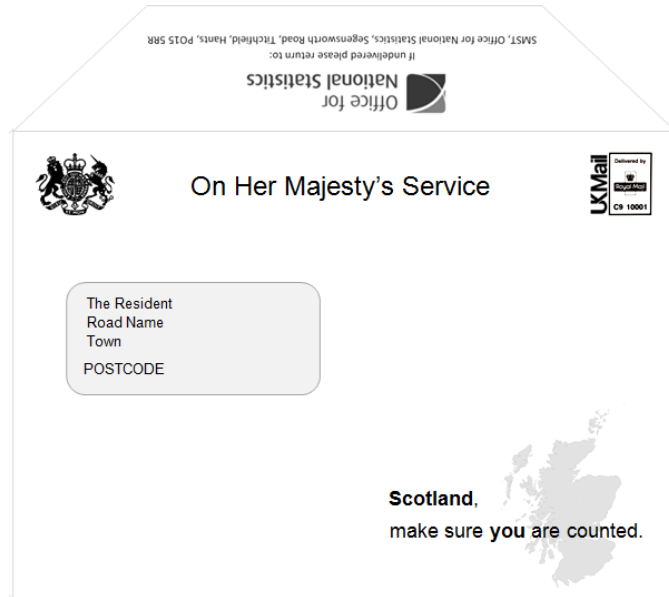 SMST, Office for National Statistics, Segensworth Road, Titchfield, Hants, PO15 5RR
If undelivered please return to:
Office for
National Statistics
On Her Majesty's Service
UKMail
Delivered by
Royal Mail
C9 10001
The Resident
Road Name
Town
POSTCODE
Scotland,
make sure you are counted.